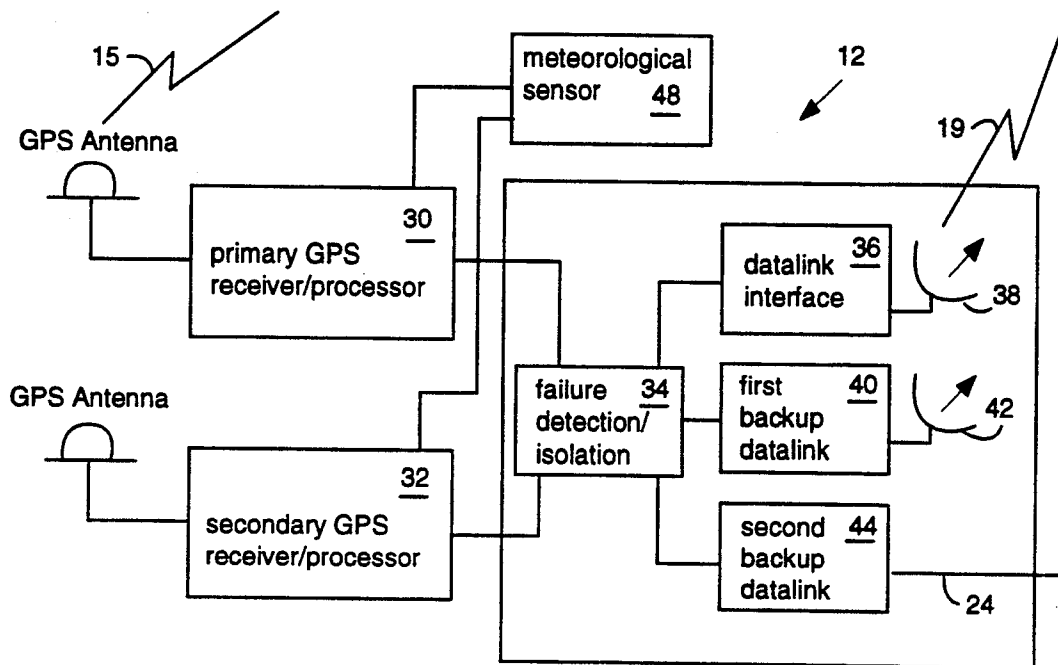 15
meteorological
sensor
48
12
19
GPS Antenna
30
primary GPS
receiver/processor
36
datalink
interface
38
GPS Antenna
failure
34
detection/
isolation
first
40
backup
datalink
42
32
secondary GPS
receiver/processor
second
44
backup
datalink
24